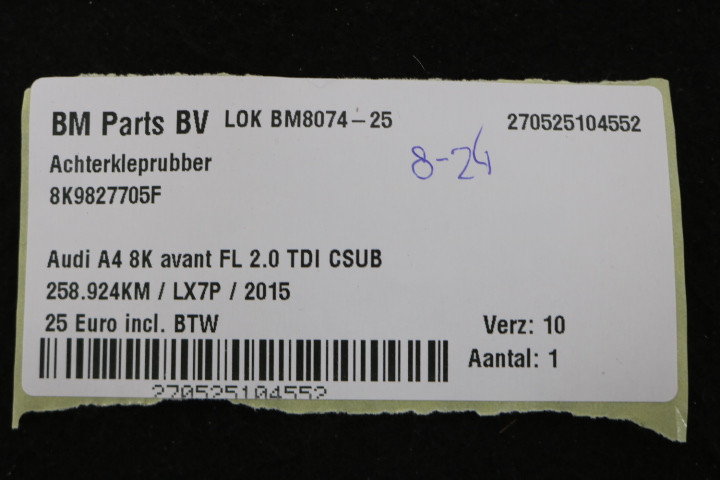 BM Parts BV LOK BM8074-25 270525104552
8-24
Achterkleprubber
8K9827705F
Audi A4 8K avant FL 2.0 TDI CSUB
258.924KM / LX7P / 2015
25 Euro incl. BTW Verz: 10
Aantal: 1
270525104552